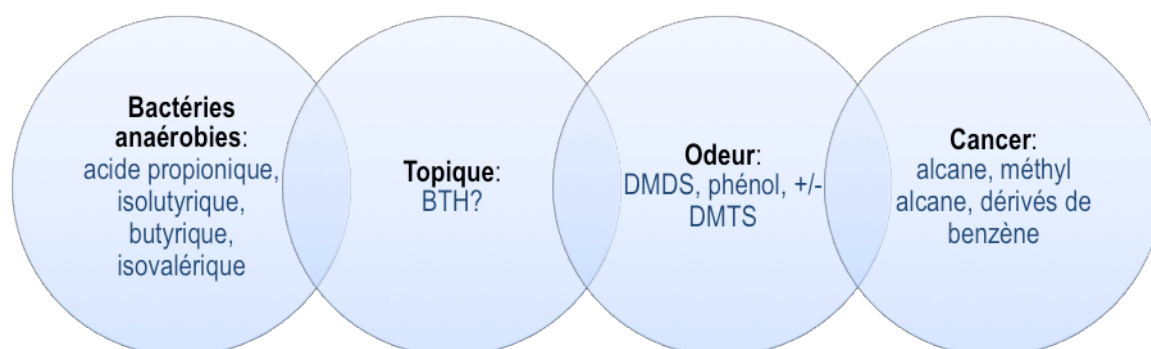 Bactéries
anaérobies:
acide propionique,
isolutyrique,
butyrique,
isovalérique
Topique:
BTH?
Odeur:
DMDS, phénol, +/-
DMTS
Cancer:
alcane, méthyl
alcane, dérivés de
benzène